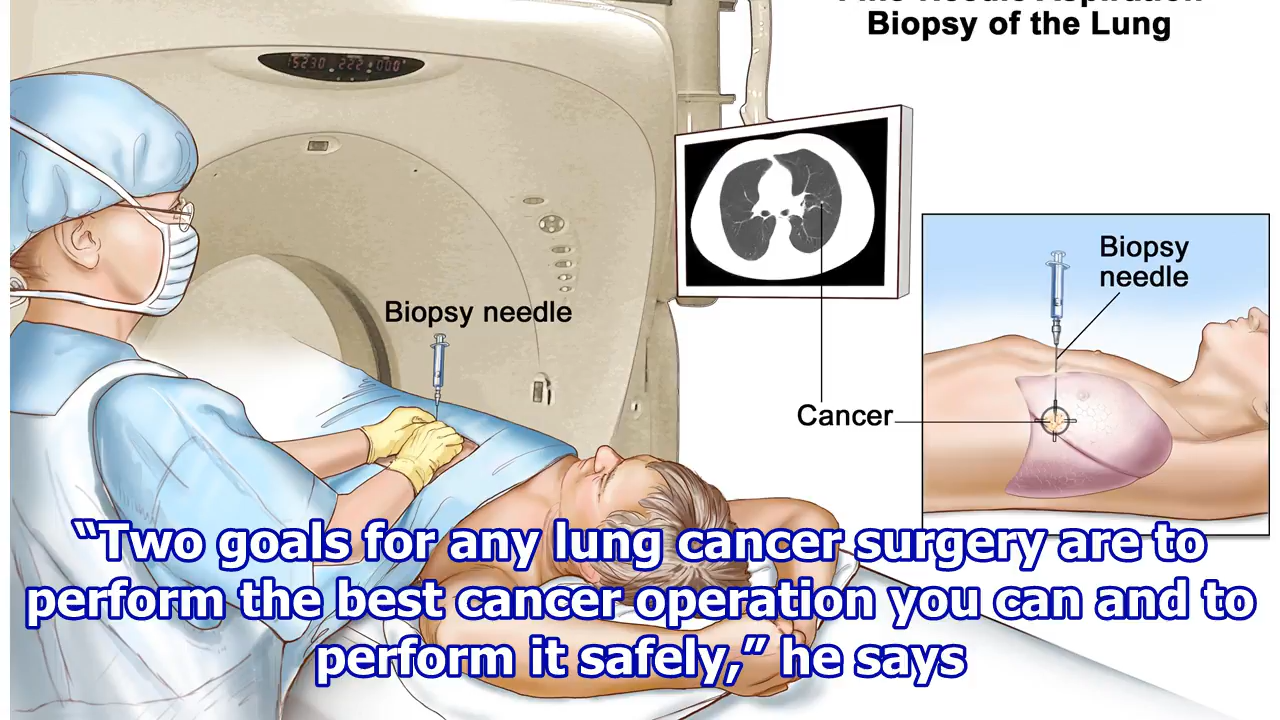 Biopsy of the Lung
Biopsy
needle
Biopsy needle
Cancer
“Two goals for any lung cancer surgery are to
perform the best cancer operation you can and to
perform it safely,” he says